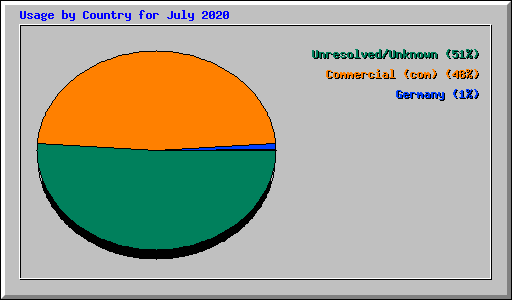 Usage by Country for July 2020
Unresolved/Unknown (51%)
Commercial (com) (48%)
Germany (1%)